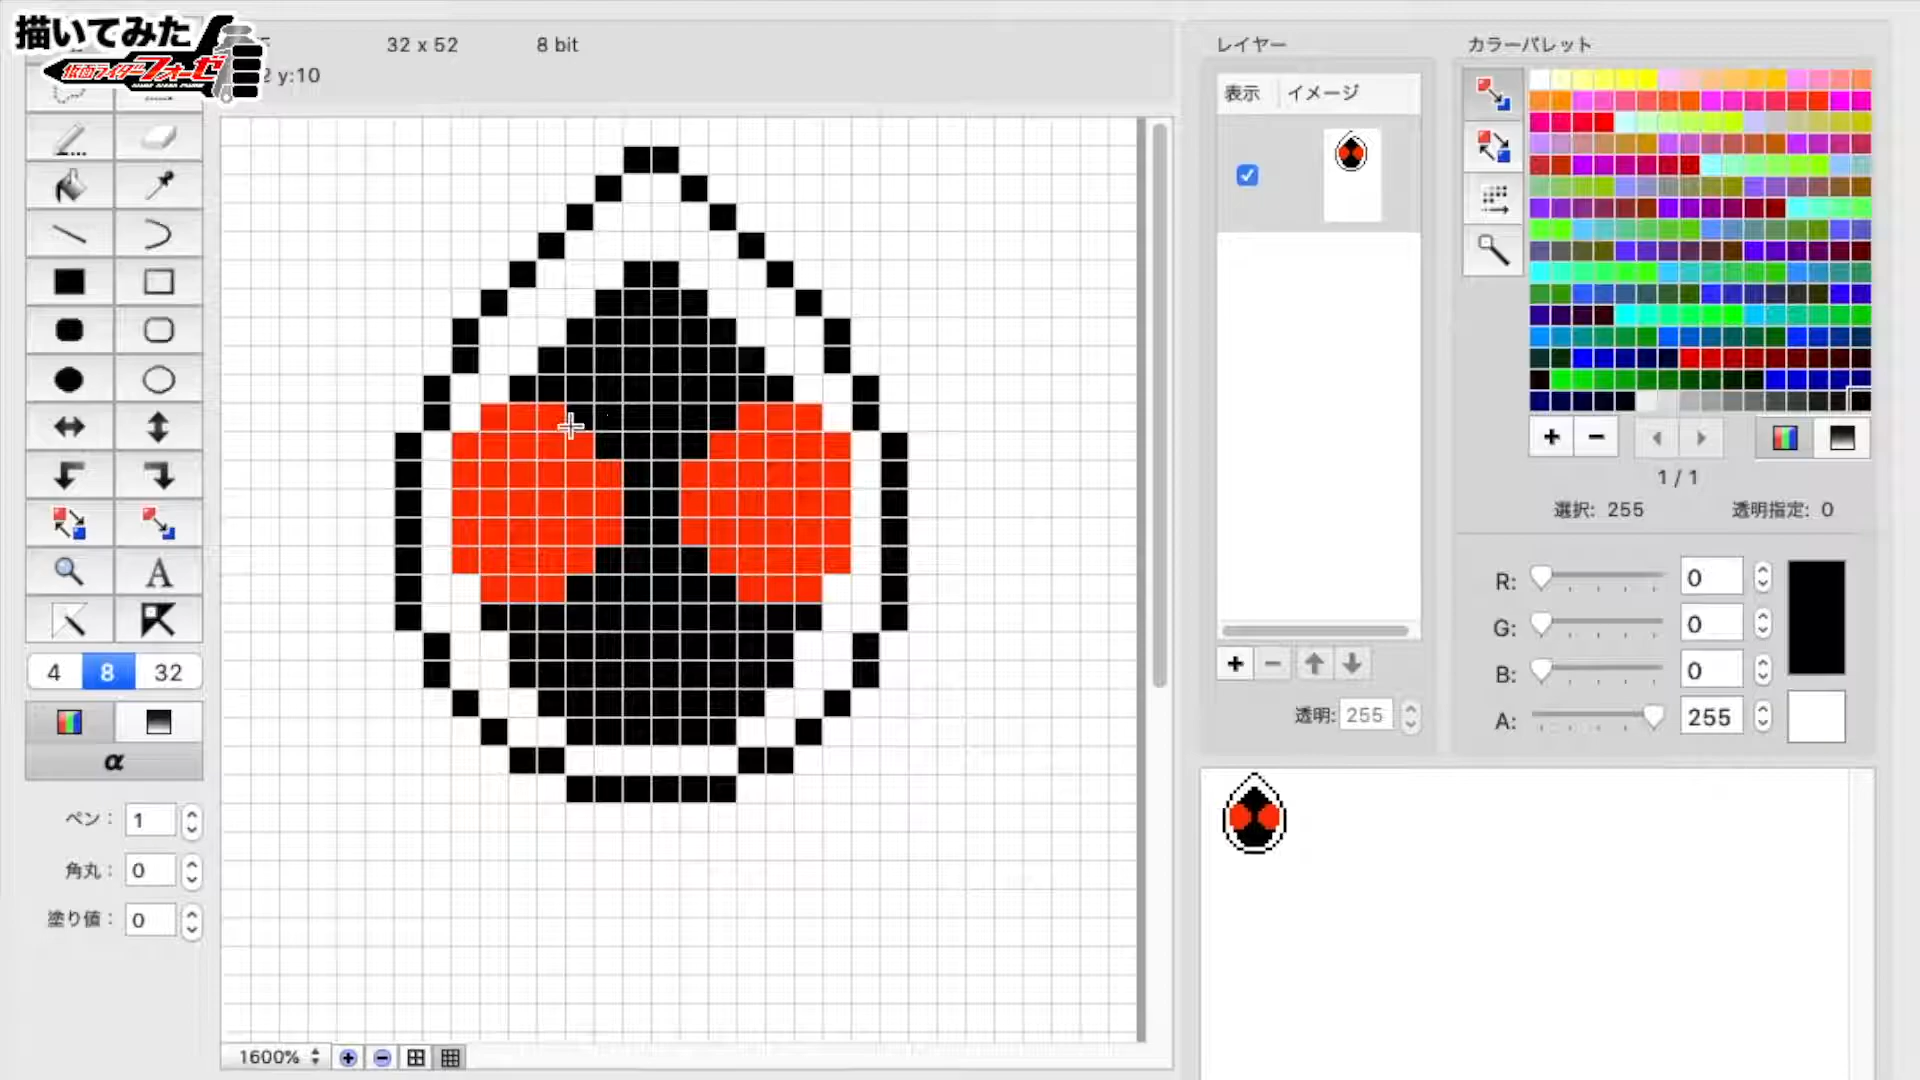 描いてみた
仮面ライダーフォーゼ
32 x 52
8 bit
y:10
レイヤー
カラーパレット
表示
イメージ
A
4
8
32
α
ペン:
1
角丸:
0
塗り値:
0
1600%
透明:
255
1 / 1
選択: 255
透明指定: 0
R:
0
G:
0
B:
0
A:
255